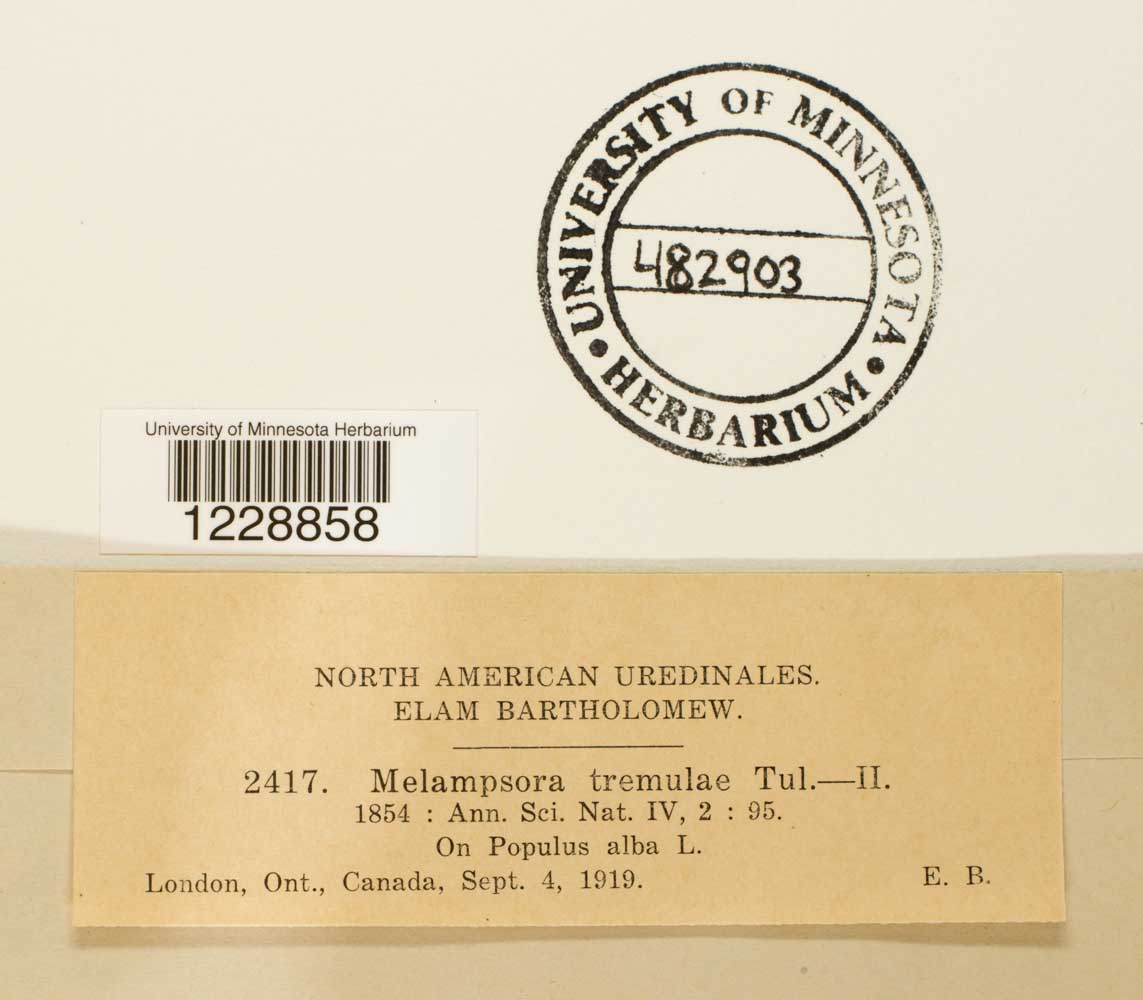 UNIVERSITY OF MINNESOTA
482903
• HERBARIUM •
University of Minnesota Herbarium
1228858
NORTH AMERICAN UREDINALES.
ELAM BARTHOLOMEW.
2417. Melampsora tremulae Tul.—II.
1854 : Ann. Sci. Nat. IV, 2 : 95.
On Populus alba L.
London, Ont., Canada, Sept. 4, 1919. E. B.